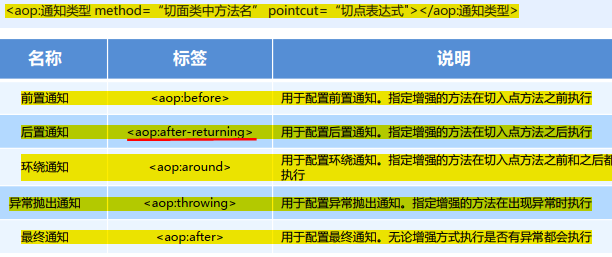 <aop:通知类型 method=“切面类中方法名” pointcut=“切点表达式"></aop:通知类型>
名称 标签 说明
前置通知 <aop:before> 用于配置前置通知。指定增强的方法在切入点方法之前执行
后置通知 <aop:after-returning> 用于配置后置通知。指定增强的方法在切入点方法之后执行
环绕通知 <aop:around> 用于配置环绕通知。指定增强的方法在切入点方法之前和之后都
执行
异常抛出通知 <aop:throwing> 用于配置异常抛出通知。指定增强的方法在出现异常时执行
最终通知 <aop:after> 用于配置最终通知。无论增强方式执行是否有异常都会执行